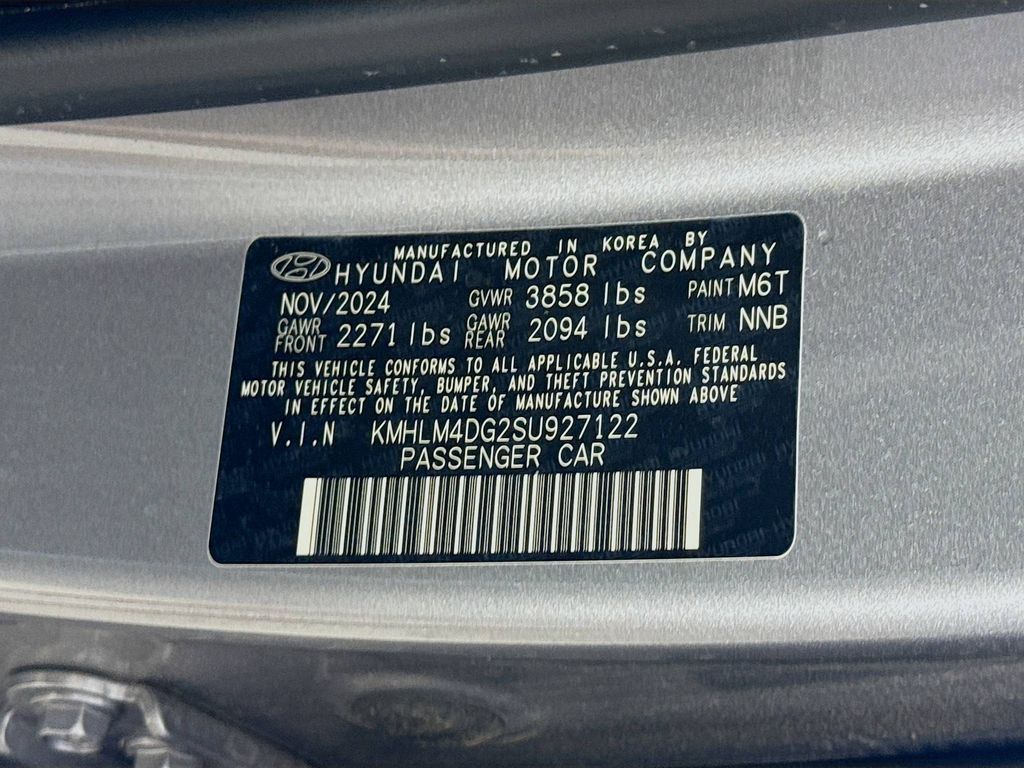 MANUFACTURED IN KOREA BY
HYUNDAI MOTOR COMPANY
NOV/2024 GVWR 3858 lbs PAINT M6T
GAWR FRONT 2271 lbs GAWR REAR 2094 lbs TRIM NNB
THIS VEHICLE CONFORMS TO ALL APPLICABLE U.S.A. FEDERAL
MOTOR VEHICLE SAFETY, BUMPER, AND THEFT PREVENTION STANDARDS
IN EFFECT ON THE DATE OF MANUFACTURE SHOWN ABOVE
V.I.N KMHLM4DG2SU927122
PASSENGER CAR